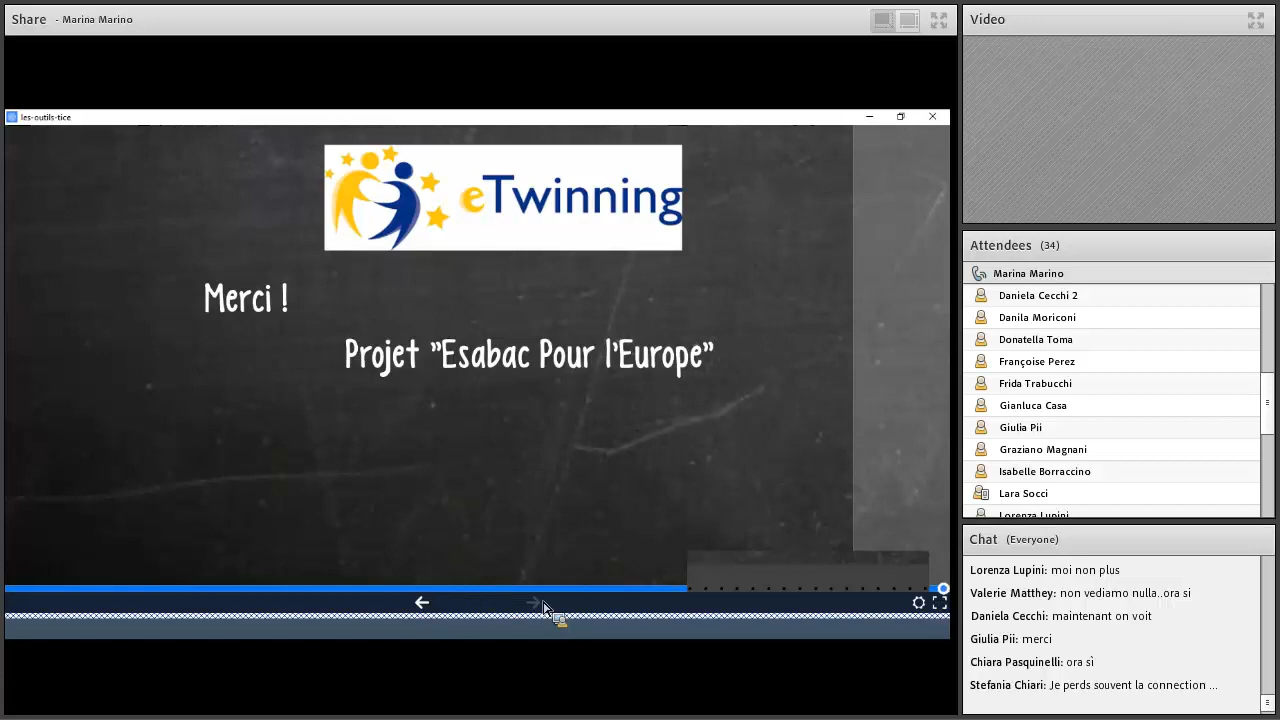 Share - Marina Marino
les-outils-tice
eTwinning
Merci !
Projet "Esabac Pour l'Europe"
Video
Attendees (34)
Marina Marino
Daniela Cecchi 2
Danila Moriconi
Donatella Toma
Françoise Perez
Frida Trabucchi
Gianluca Casa
Giulia Pii
Graziano Magnani
Isabelle Borraccino
Lara Socci
Lorenza Lupini
Chat (Everyone)
Lorenza Lupini: moi non plus
Valerie Matthey: non vediamo nulla..ora si
Daniela Cecchi: maintenant on voit
Giulia Pii: merci
Chiara Pasquinelli: ora sì
Stefania Chiari: Je perds souvent la connection ...